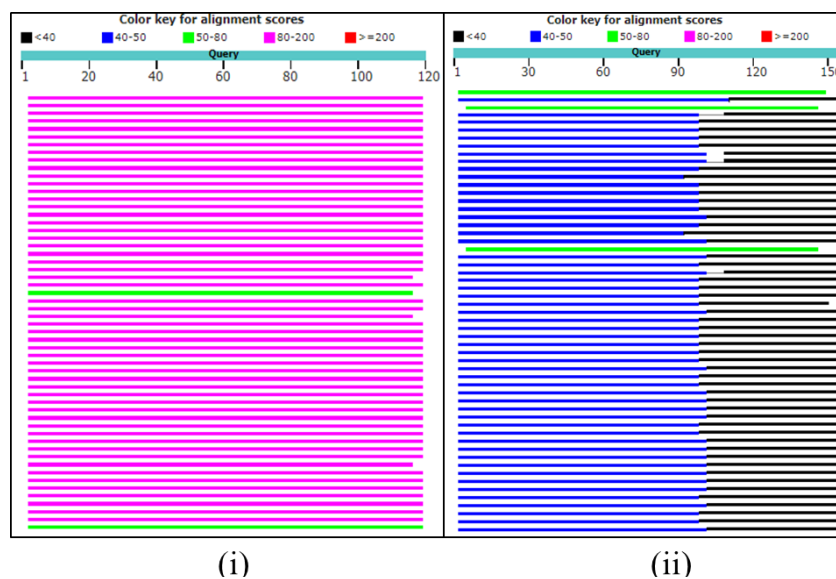 Color key for alignment scores
<40 40-50 50-80 80-200 >=200
Query
1 20 40 60 80 100 120
(i)
Color key for alignment scores
<40 40-50 50-80 80-200 >=200
Query
1 30 60 90 120 150
(ii)